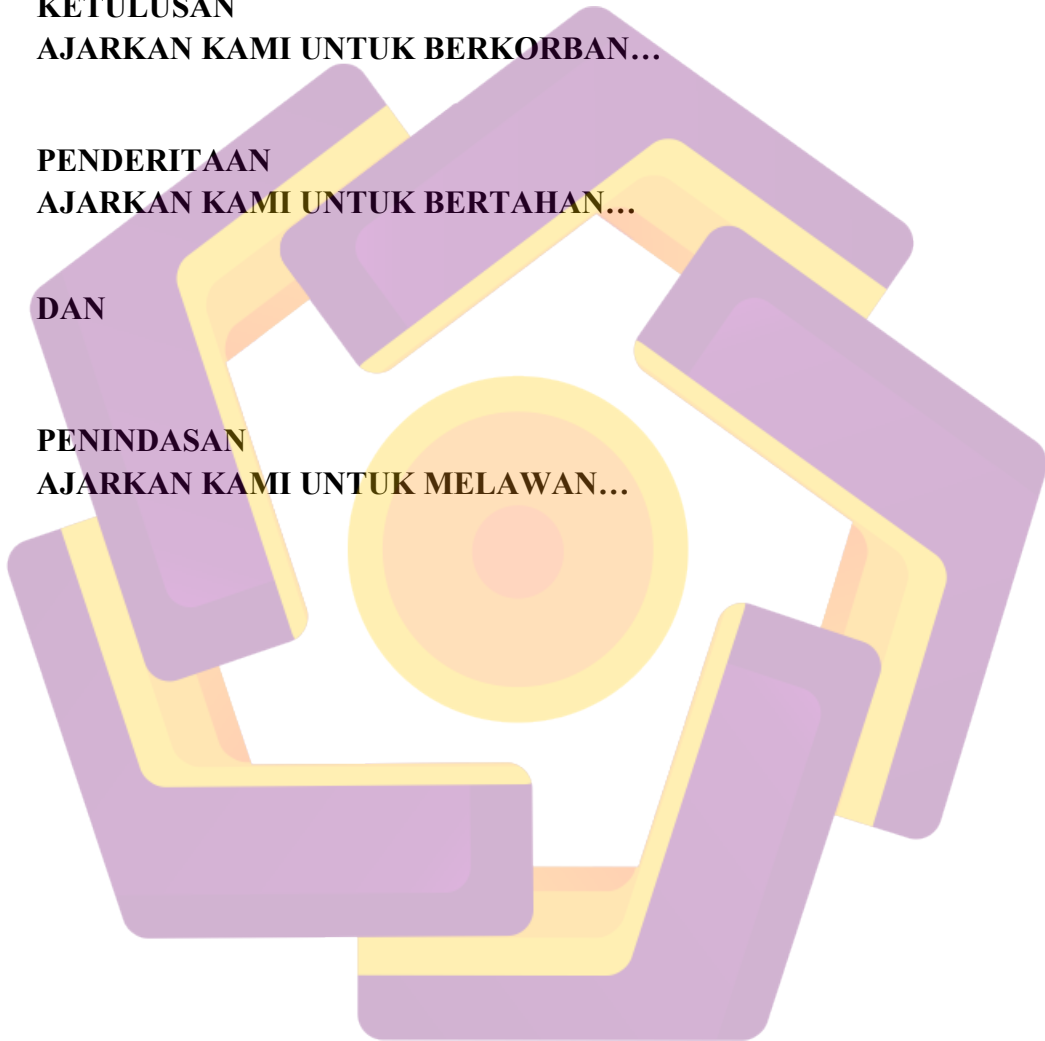 KETULUSAN
AJARKAN KAMI UNTUK BERKORBAN…
PENDERITAAN
AJARKAN KAMI UNTUK BERTAHAN…
DAN
PENINDASAN
AJARKAN KAMI UNTUK MELAWAN…